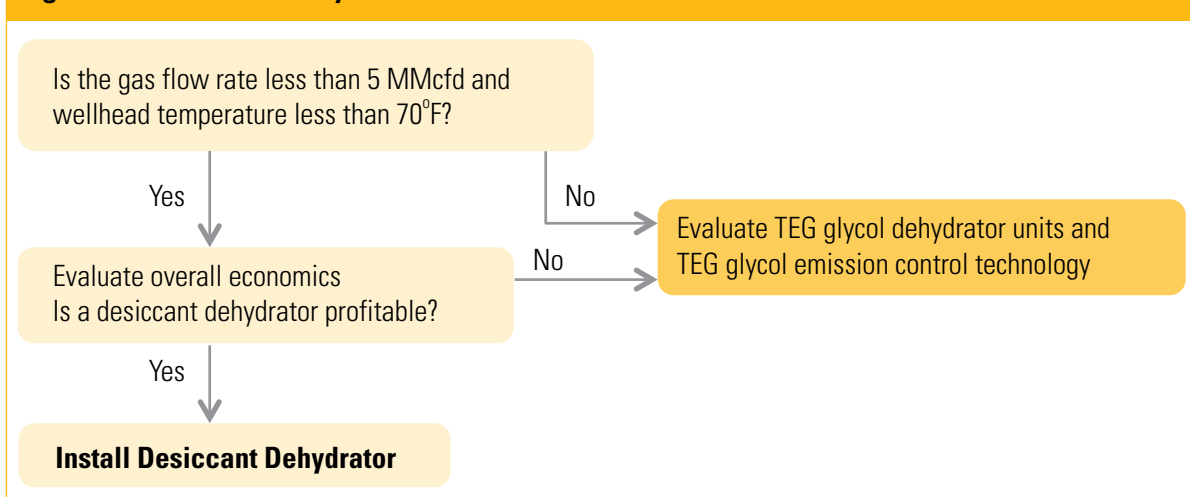 Is the gas flow rate less than 5 MMcfd and
wellhead temperature less than 70°F?
Yes
No
Evaluate TEG glycol dehydrator units and
TEG glycol emission control technology
Evaluate overall economics
Is a desiccant dehydrator profitable?
No
Yes
Install Desiccant Dehydrator